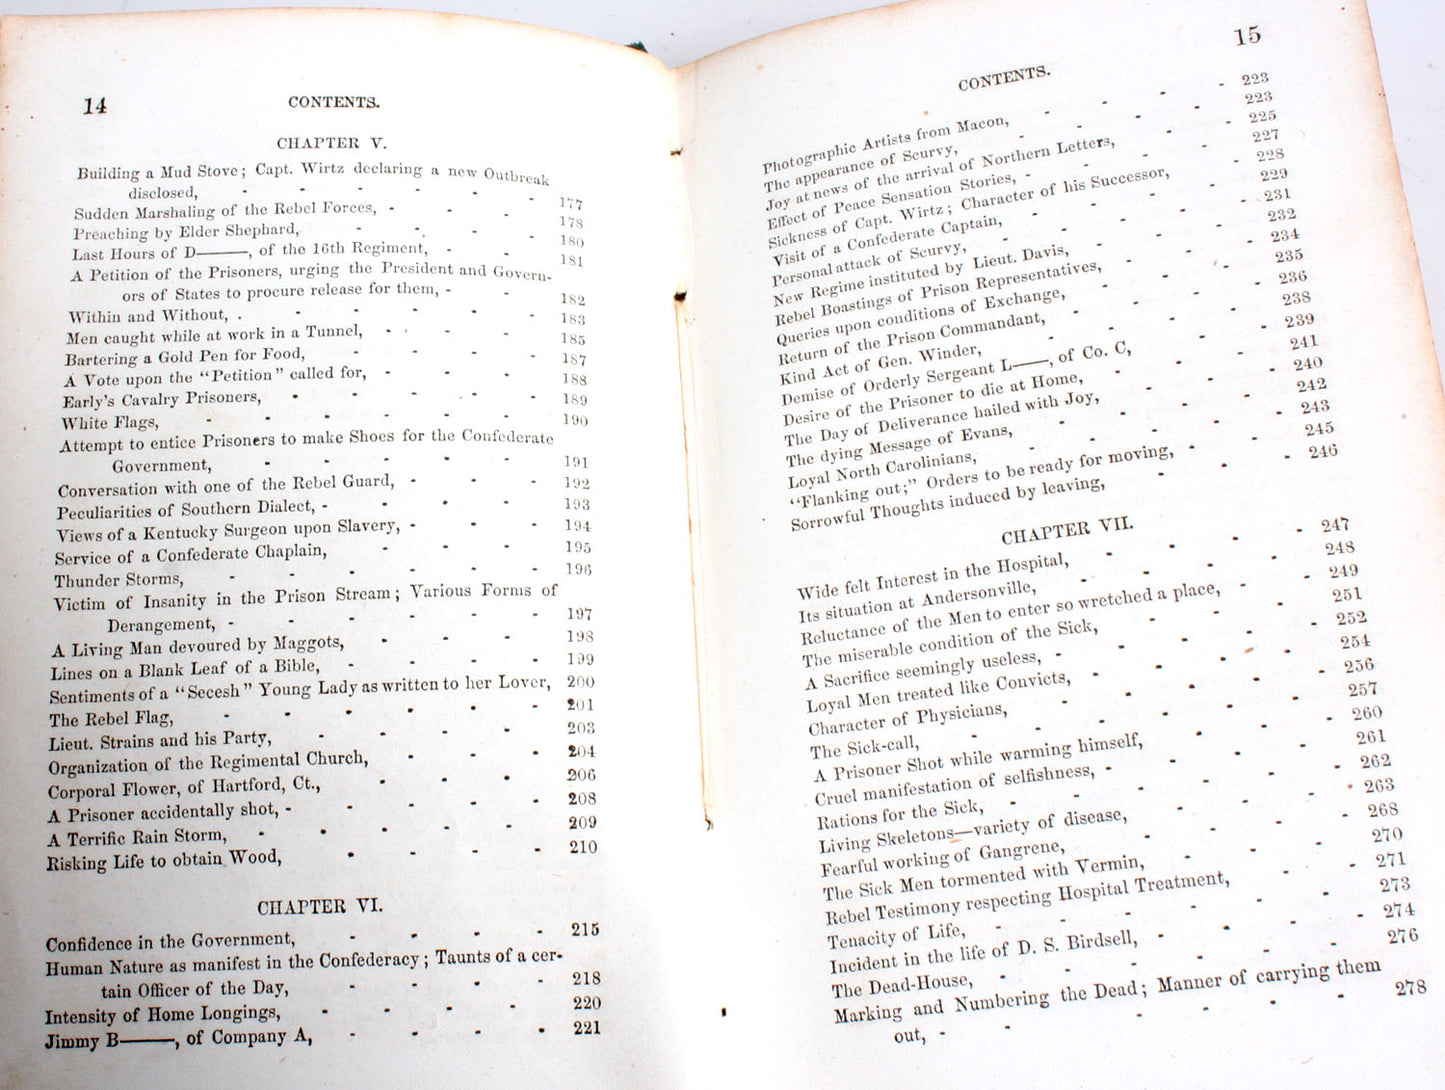 14 CONTENTS.
CHAPTER V.
Building a Mud Stove; Capt. Wirtz declaring a new Outbreak
disclosed, - - - - - - 177
Sudden Marshaling of the Rebel Forces, - - - 178
Preaching by Elder Shephard, - - - - 180
Last Hours of D——, of the 16th Regiment, - - 181
A Petition of the Prisoners, urging the President and Govern-
ors of States to procure release for them, - - 182
Within and Without, - - - - - - 183
Men caught while at work in a Tunnel, - - - 185
Bartering a Gold Pen for Food, - - - - 187
A Vote upon the "Petition" called for, - - - 188
Early's Cavalry Prisoners, - - - - - 189
White Flags, - - - - - - 190
Attempt to entice Prisoners to make Shoes for the Confederate
Government, - - - - - 191
Conversation with one of the Rebel Guard, - - - 192
Peculiarities of Southern Dialect, - - - - 193
Views of a Kentucky Surgeon upon Slavery, - - - 194
Service of a Confederate Chaplain, - - - 195
Thunder Storms, - - - - - - 196
Victim of Insanity in the Prison Stream; Various Forms of
Derangement, - - - - - - 197
A Living Man devoured by Maggots, - - - 198
Lines on a Blank Leaf of a Bible, - - - - 199
Sentiments of a "Secesh" Young Lady as written to her Lover, 200
The Rebel Flag, - - - - - - 201
Lieut. Strains and his Party, - - - - 203
Organization of the Regimental Church, - - - 204
Corporal Flower, of Hartford, Ct., - - - 206
A Prisoner accidentally shot, - - - - - 208
A Terrific Rain Storm, - - - - - 209
Risking Life to obtain Wood, - - - - 210
CHAPTER VI.
Confidence in the Government, - - - - 215
Human Nature as manifest in the Confederacy; Taunts of a cer-
tain Officer of the Day, - - - - 218
Intensity of Home Longings, - - - - - 220
Jimmy B——, of Company A, - - - - 221
15
CONTENTS.
Photographic Artists from Macon, - - - 223
The appearance of Scurvy, - - - - 223
Joy at news of the arrival of Northern Letters, - - 225
Effect of Peace Sensation Stories, - - - - 227
Sickness of Capt. Wirtz; Character of his Successor, - 228
Visit of a Confederate Captain, - - - - 229
Personal attack of Scurvy, - - - - 231
New Regime instituted by Lieut. Davis, - - - 232
Rebel Boastings of Prison Representatives, - - 234
Queries upon conditions of Exchange, - - - 235
Return of the Prison Commandant, - - - 236
Kind Act of Gen. Winder, - - - - 238
Demise of Orderly Sergeant L——, of Co. C, - - 239
Desire of the Prisoner to die at Home, - - - 241
The Day of Deliverance hailed with Joy, - - - 240
The dying Message of Evans, - - - - 242
Loyal North Carolinians, - - - - - 243
"Flanking out;" Orders to be ready for moving, - - 245
Sorrowful Thoughts induced by leaving, - - - 246
CHAPTER VII.
Wide felt Interest in the Hospital, - - - - 247
Its situation at Andersonville, - - - - 248
Reluctance of the Men to enter so wretched a place, - - 249
The miserable condition of the Sick, - - - 251
A Sacrifice seemingly useless, - - - - - 252
Loyal Men treated like Convicts, - - - - 254
Character of Physicians, - - - - - 256
The Sick-call, - - - - - - 257
A Prisoner Shot while warming himself, - - - 260
Cruel manifestation of selfishness, - - - - 261
Rations for the Sick, - - - - - - 262
Living Skeletons—variety of disease, - - - 263
Fearful working of Gangrene, - - - - 268
The Sick Men tormented with Vermin, - - - 270
Rebel Testimony respecting Hospital Treatment, - - 271
Tenacity of Life, - - - - - - 273
Incident in the life of D. S. Birdsell, - - - - 274
The Dead-House, - - - - - - 276
Marking and Numbering the Dead; Manner of carrying them
out, - - - - - - - 278